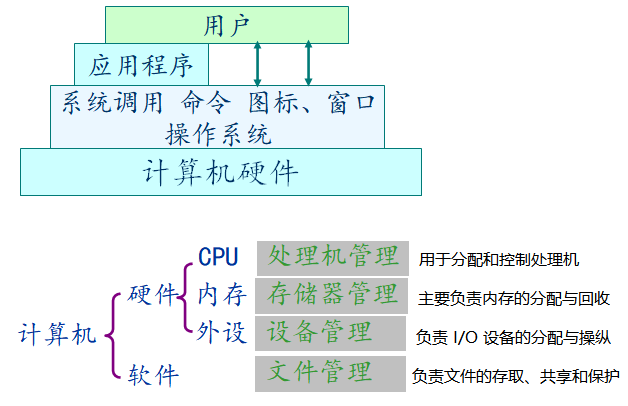 用户
应用程序
系统调用 命令 图标、窗口
操作系统
计算机硬件
CPU 处理机管理 用于分配和控制处理机
硬件 内存 存储器管理 主要负责内存的分配与回收
计算机 外设 设备管理 负责 I/O 设备的分配与操纵
软件 文件管理 负责文件的存取、共享和保护